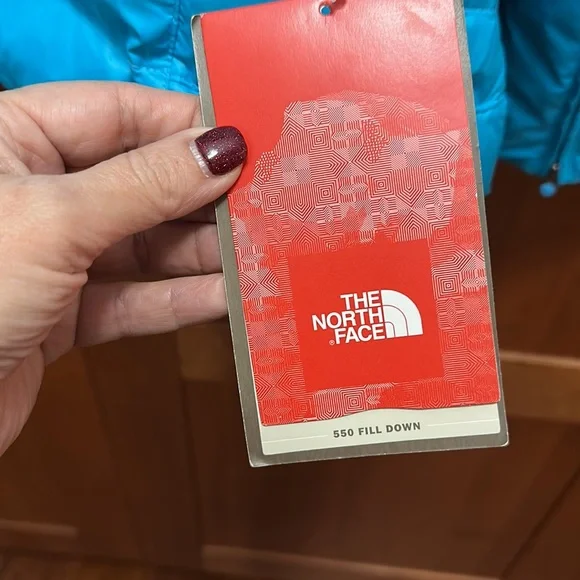 THE
NORTH
FACE
®
550 FILL DOWN